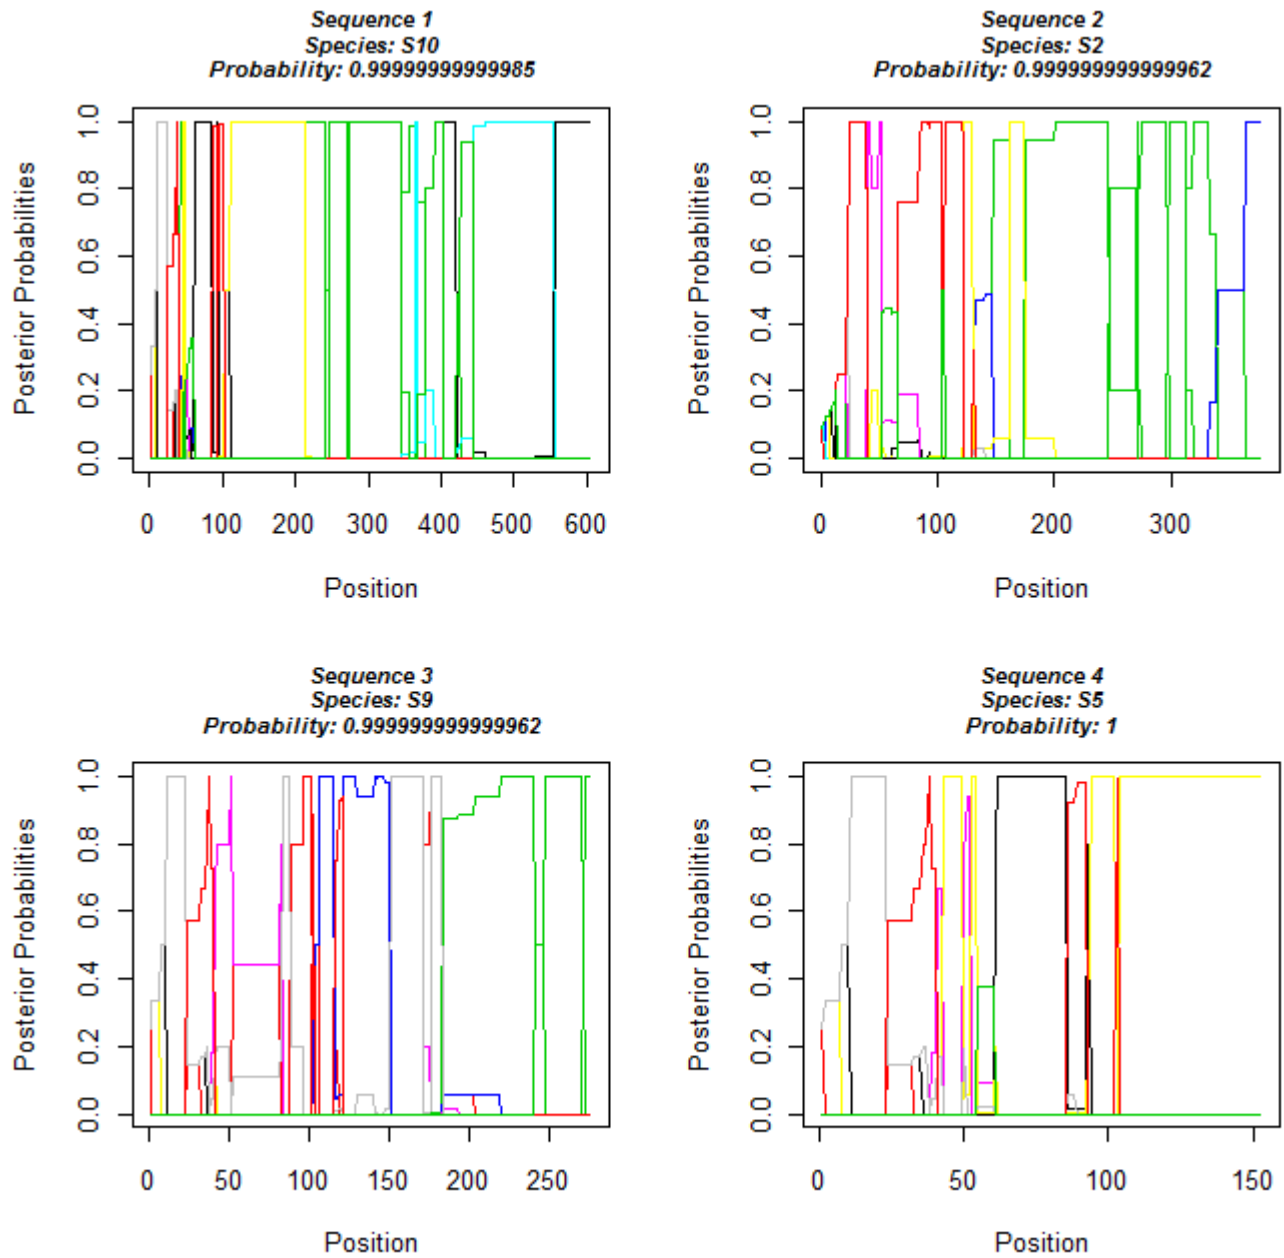 Sequence 1
Species: S10
Probability: 0.99999999999985
Posterior Probabilities
0.0 0.2 0.4 0.6 0.8 1.0
0 100 200 300 400 500 600
Position
Sequence 2
Species: S2
Probability: 0.999999999999962
Posterior Probabilities
0.0 0.2 0.4 0.6 0.8 1.0
0 100 200 300
Position
Sequence 3
Species: S9
Probability: 0.999999999999962
Posterior Probabilities
0.0 0.2 0.4 0.6 0.8 1.0
0 50 100 150 200 250
Position
Sequence 4
Species: S5
Probability: 1
Posterior Probabilities
0.0 0.2 0.4 0.6 0.8 1.0
0 50 100 150
Position